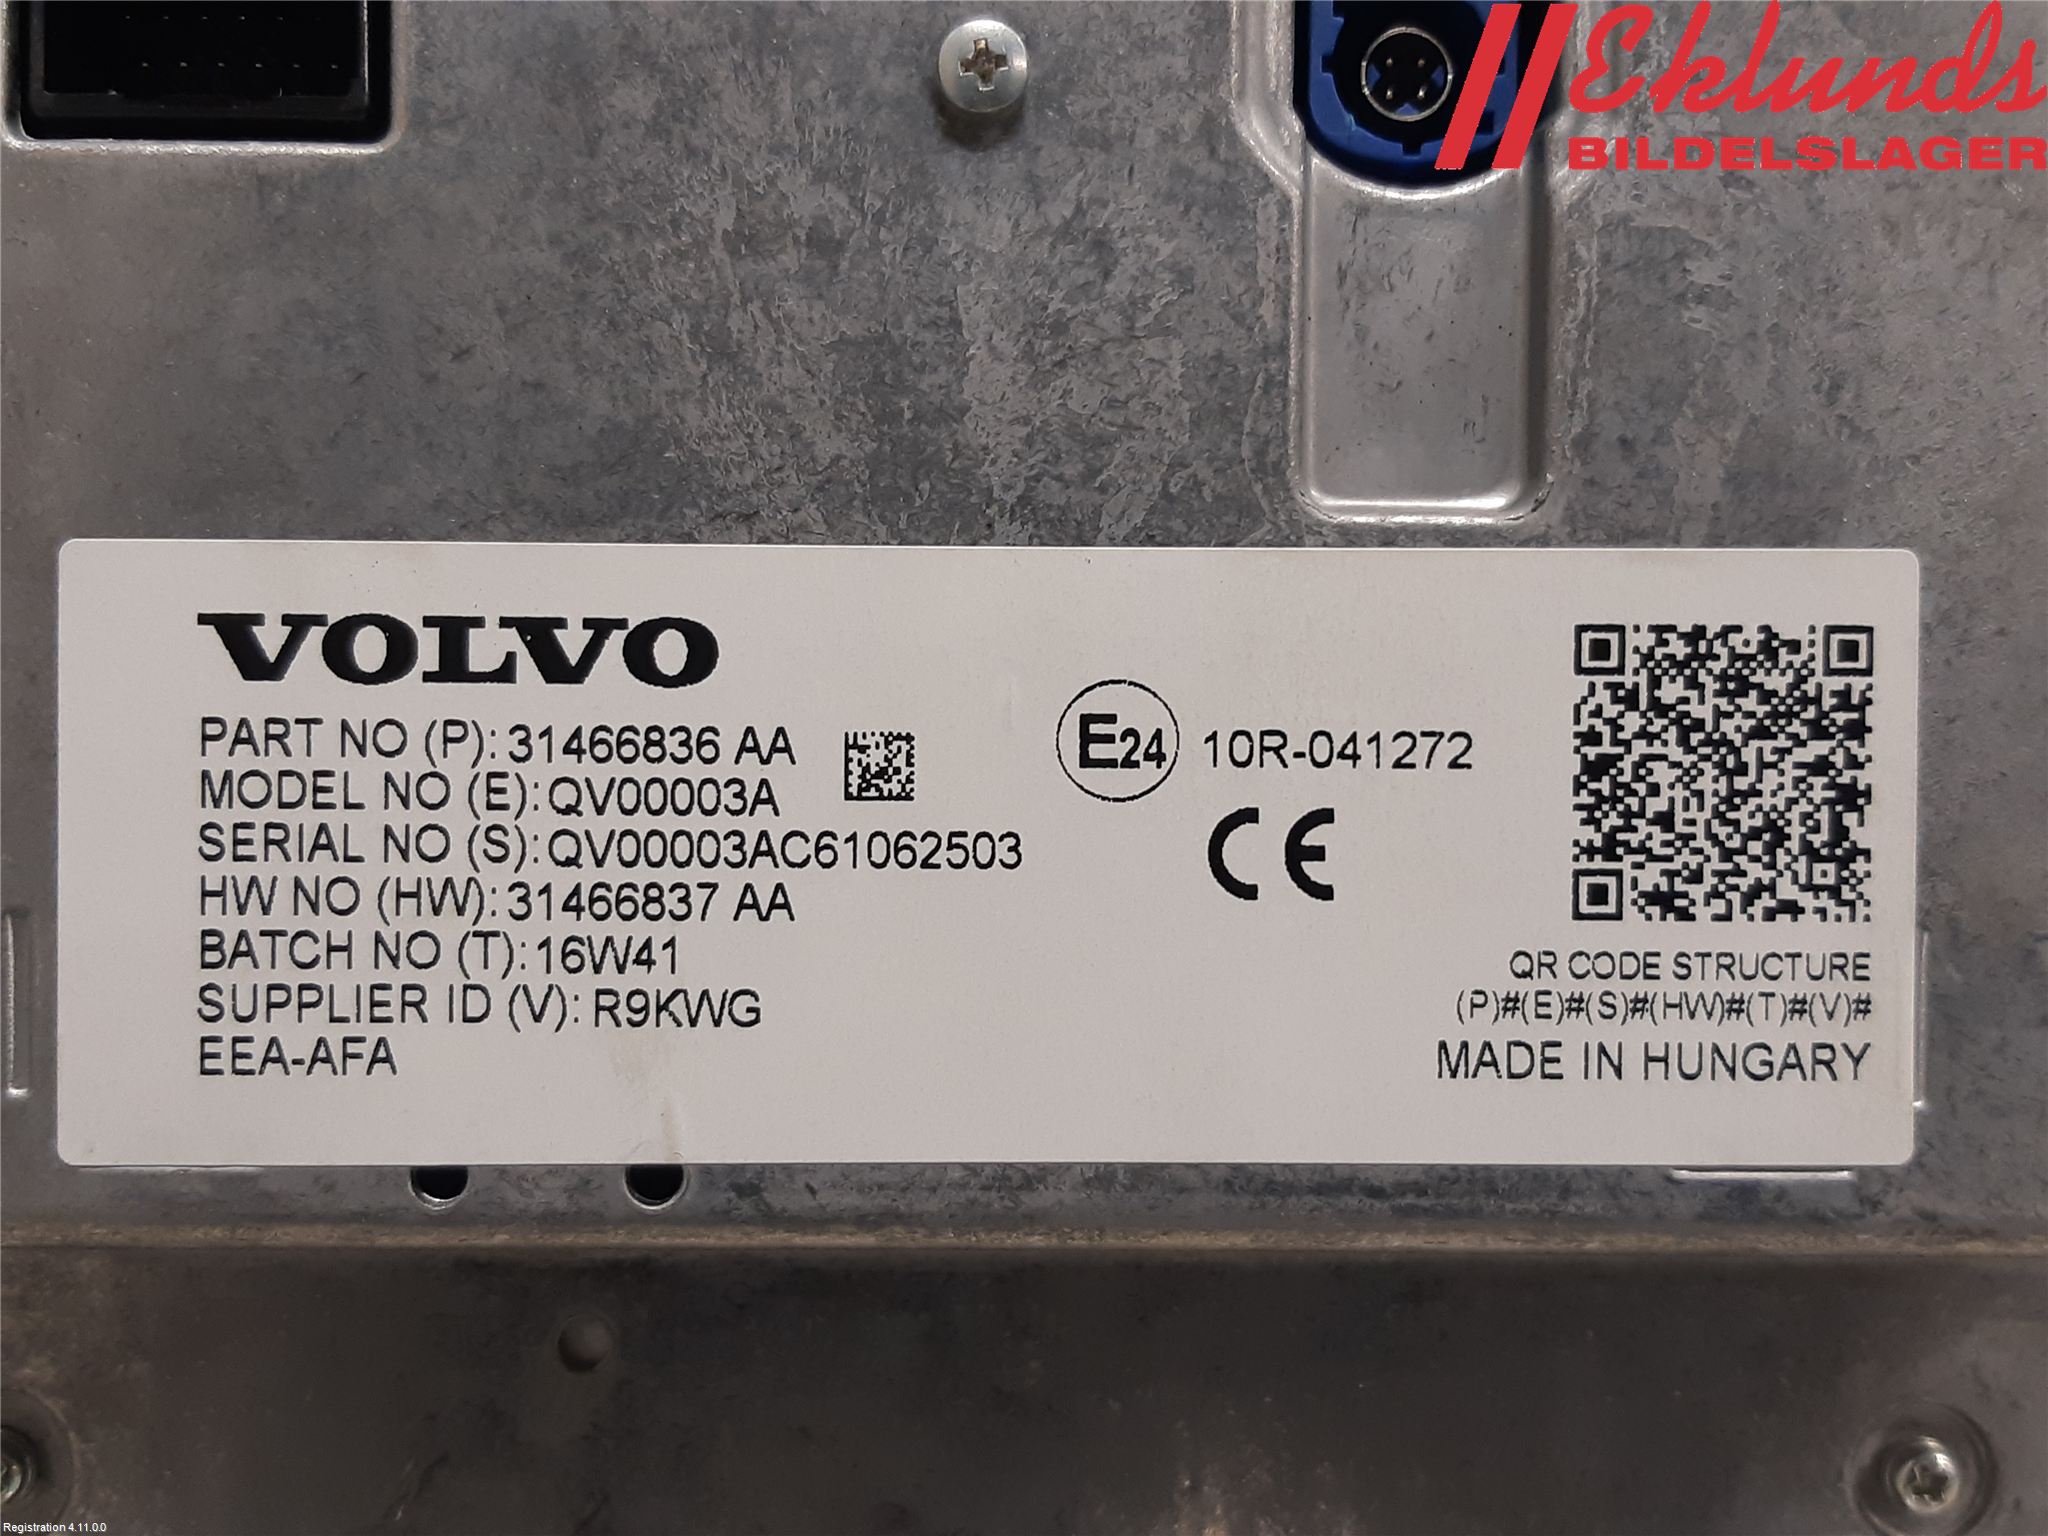 Eklunds
BILDELSLAGER
VOLVO
PART NO (P): 31466836 AA
MODEL NO (E): QV00003A
SERIAL NO (S): QV00003AC61062503
HW NO (HW): 31466837 AA
BATCH NO (T): 16W41
SUPPLIER ID (V): R9KWG
EEA-AFA
E24 10R-041272
CE
QR CODE STRUCTURE
(P)#(E)#(S)#(HW)#(T)#(V)#
MADE IN HUNGARY
Registration 4.11.0.0